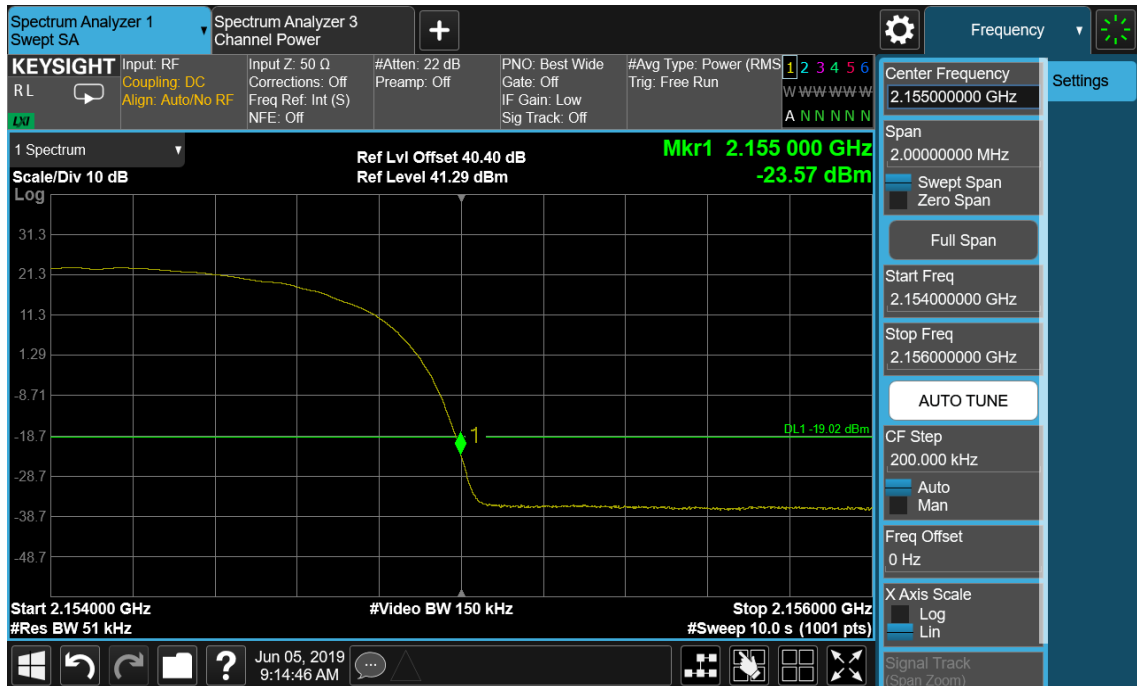 Spectrum Analyzer 1
Swept SA
Spectrum Analyzer 3
Channel Power
+
Frequency
KEYSIGHT
R L
LXI
Input: RF
Coupling: DC
Align: Auto/No RF
Input Z: 50 Ω
Corrections: Off
Freq Ref: Int (S)
NFE: Off
#Atten: 22 dB
Preamp: Off
PNO: Best Wide
Gate: Off
IF Gain: Low
Sig Track: Off
#Avg Type: Power (RMS
Trig: Free Run
1 2 3 4 5 6
W W W W W W
A N N N N N
1 Spectrum
Scale/Div 10 dB
Log
Ref Lvl Offset 40.40 dB
Ref Level 41.29 dBm
Mkr1 2.155 000 GHz
-23.57 dBm
31.3
21.3
11.3
1.29
-8.71
-18.7
-28.7
-38.7
-48.7
1
DL1 -19.02 dBm
Start 2.154000 GHz
#Res BW 51 kHz
#Video BW 150 kHz
Stop 2.156000 GHz
#Sweep 10.0 s (1001 pts)
Center Frequency
2.155000000 GHz
Span
2.00000000 MHz
Swept Span
Zero Span
Full Span
Start Freq
2.154000000 GHz
Stop Freq
2.156000000 GHz
AUTO TUNE
CF Step
200.000 kHz
Auto
Man
Freq Offset
0 Hz
X Axis Scale
Log
Lin
Signal Track
(Span Zoom)
Settings
?
Jun 05, 2019
9:14:46 AM